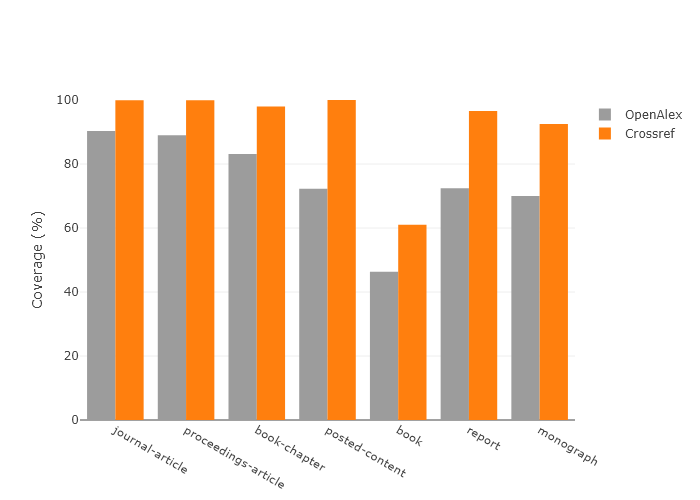 100
80
60
40
20
0
Coverage (%)
journal-article
proceedings-article
book-chapter
posted-content
book
report
monograph
OpenAlex
Crossref